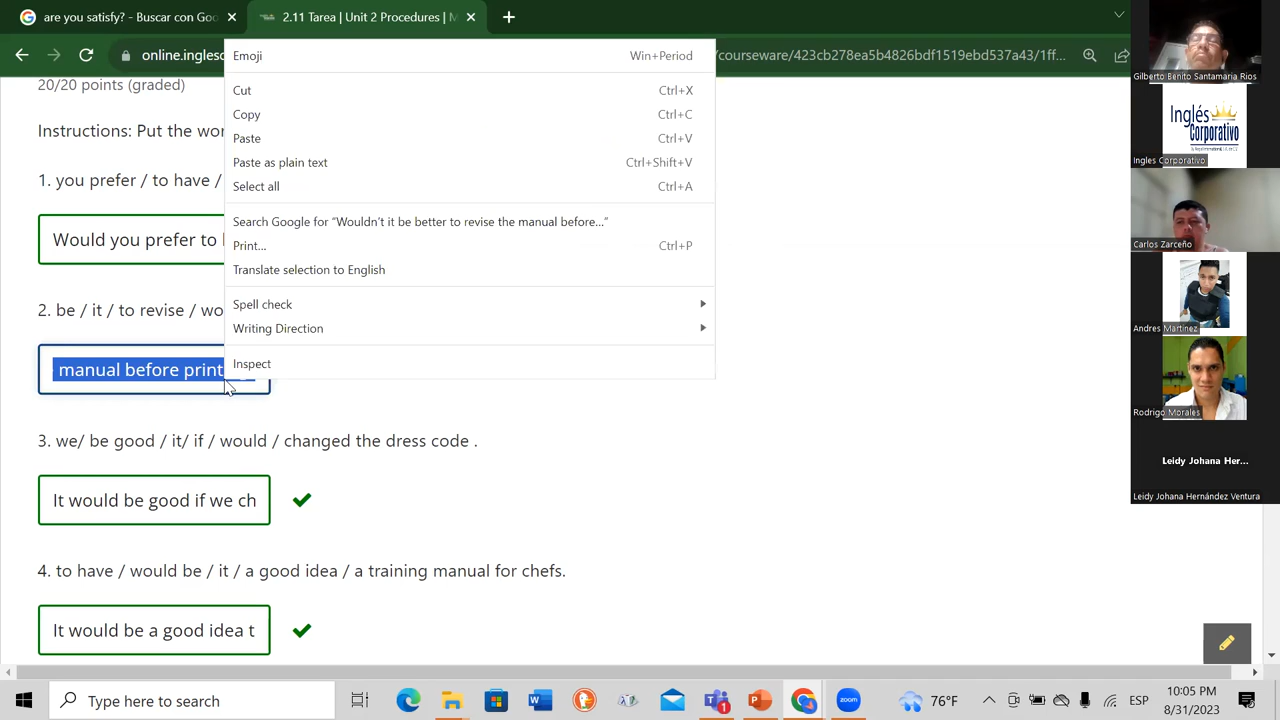 are you satisfy? - Buscar con Goo
2.11 Tarea | Unit 2 Procedures | M
online.inglesc
/courseware/423cb278ea5b4826bdf1519ebd537a43/1ff...
20/20 points (graded)
Instructions: Put the wor
1. you prefer / to have /
Would you prefer to
2. be / it / to revise / wo
manual before print
3. we/ be good / it/ if / would / changed the dress code .
It would be good if we ch
4. to have / would be / it / a good idea / a training manual for chefs.
It would be a good idea t
Emoji Win+Period
Cut Ctrl+X
Copy Ctrl+C
Paste Ctrl+V
Paste as plain text Ctrl+Shift+V
Select all Ctrl+A
Search Google for “Wouldn’t it be better to revise the manual before...”
Print... Ctrl+P
Translate selection to English
Spell check
Writing Direction
Inspect
Gilberto Benito Santamaria Rios
Inglés
Corporativo
Ingles Corporativo
Carlos Zarceño
Andres Martínez
Rodrigo Morales
Leidy Johana Her...
Leidy Johana Hernández Ventura
Type here to search
1
zoom
76°F
ESP
10:05 PM
8/31/2023